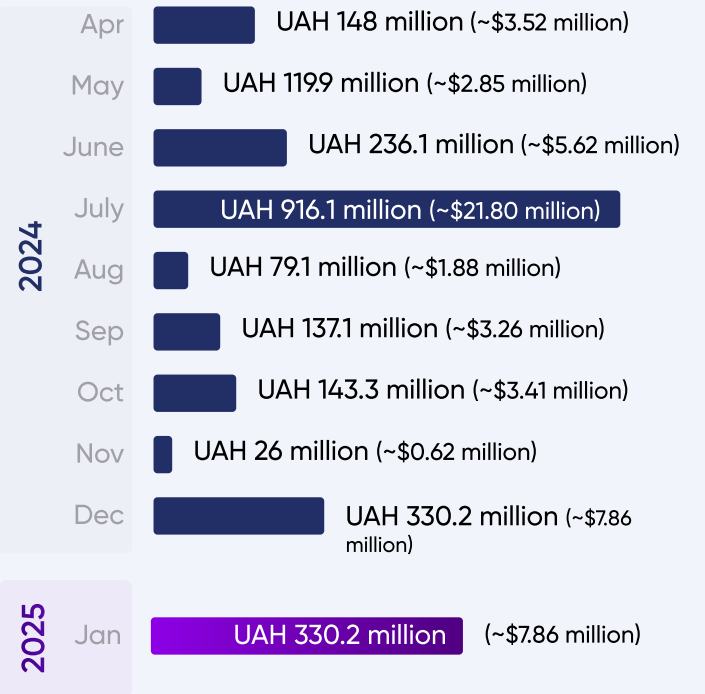 Apr UAH 148 million (~$3.52 million)
May UAH 119.9 million (~$2.85 million)
June UAH 236.1 million (~$5.62 million)
2024
July UAH 916.1 million (~$21.80 million)
Aug UAH 79.1 million (~$1.88 million)
Sep UAH 137.1 million (~$3.26 million)
Oct UAH 143.3 million (~$3.41 million)
Nov UAH 26 million (~$0.62 million)
Dec UAH 330.2 million (~$7.86
million)
2025
Jan UAH 330.2 million (~$7.86 million)